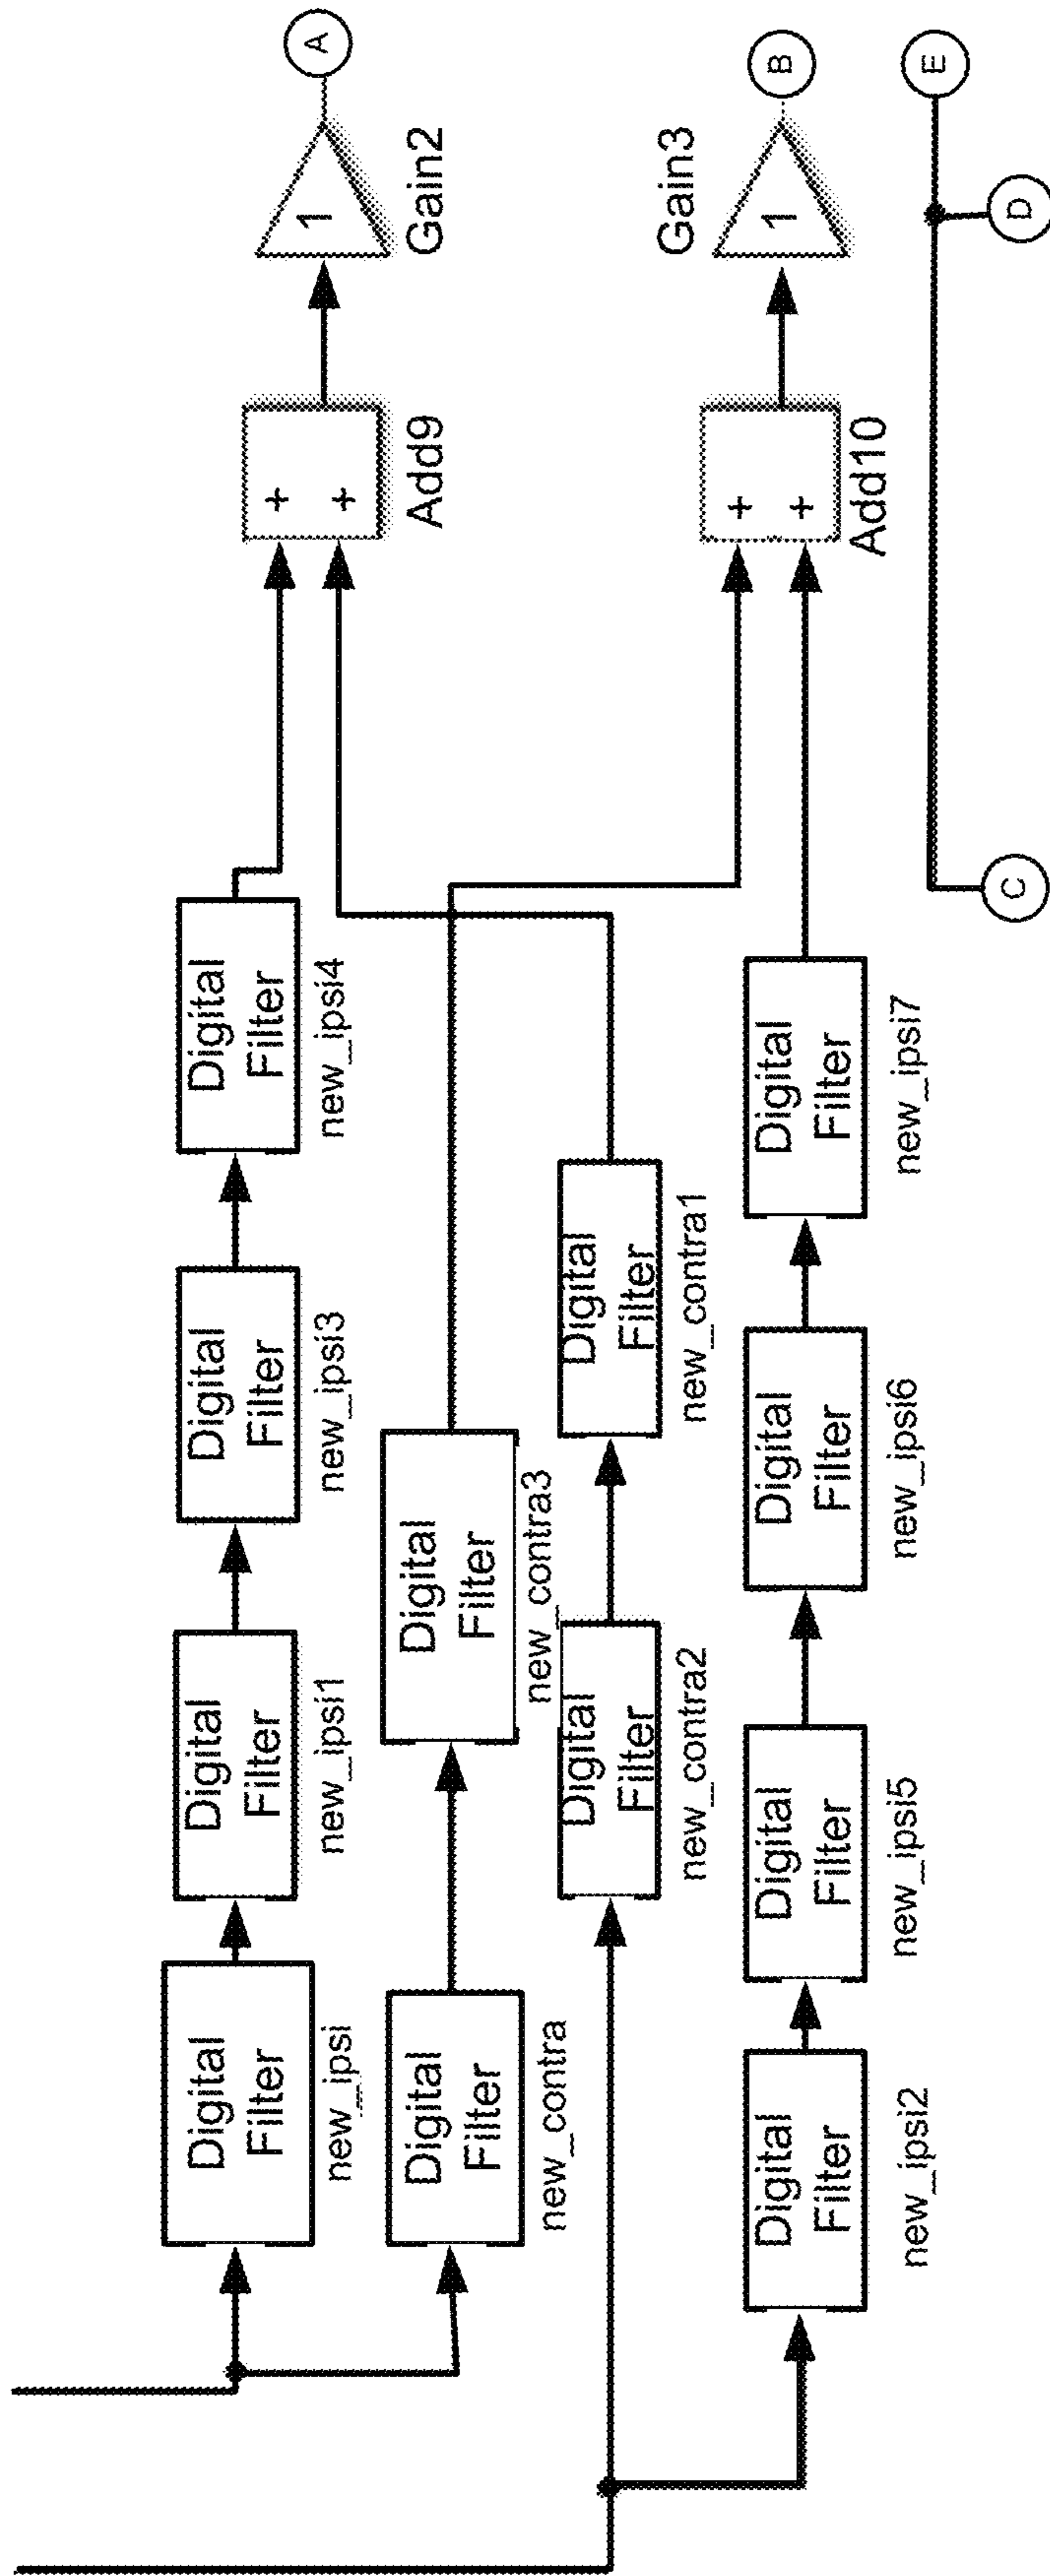 Digital
Filter
new_ipsi
Digital
Filter
new_ipsi1
Digital
Filter
new_ipsi3
Digital
Filter
new_ipsi4
+
+
Add9
1
Gain2
A
Digital
Filter
new_contra
Digital
Filter
new_contra3
Digital
Filter
new_contra2
Digital
Filter
new_contra1
Digital
Filter
new_ipsi2
Digital
Filter
new_ipsi5
Digital
Filter
new_ipsi6
Digital
Filter
new_ipsi7
+
+
Add10
1
Gain3
B
C
D
E